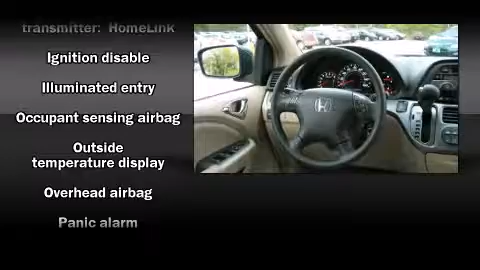 transmitter: HomeLink
Ignition disable
Illuminated entry
Occupant sensing airbag
Outside
temperature display
Overhead airbag
Panic alarm